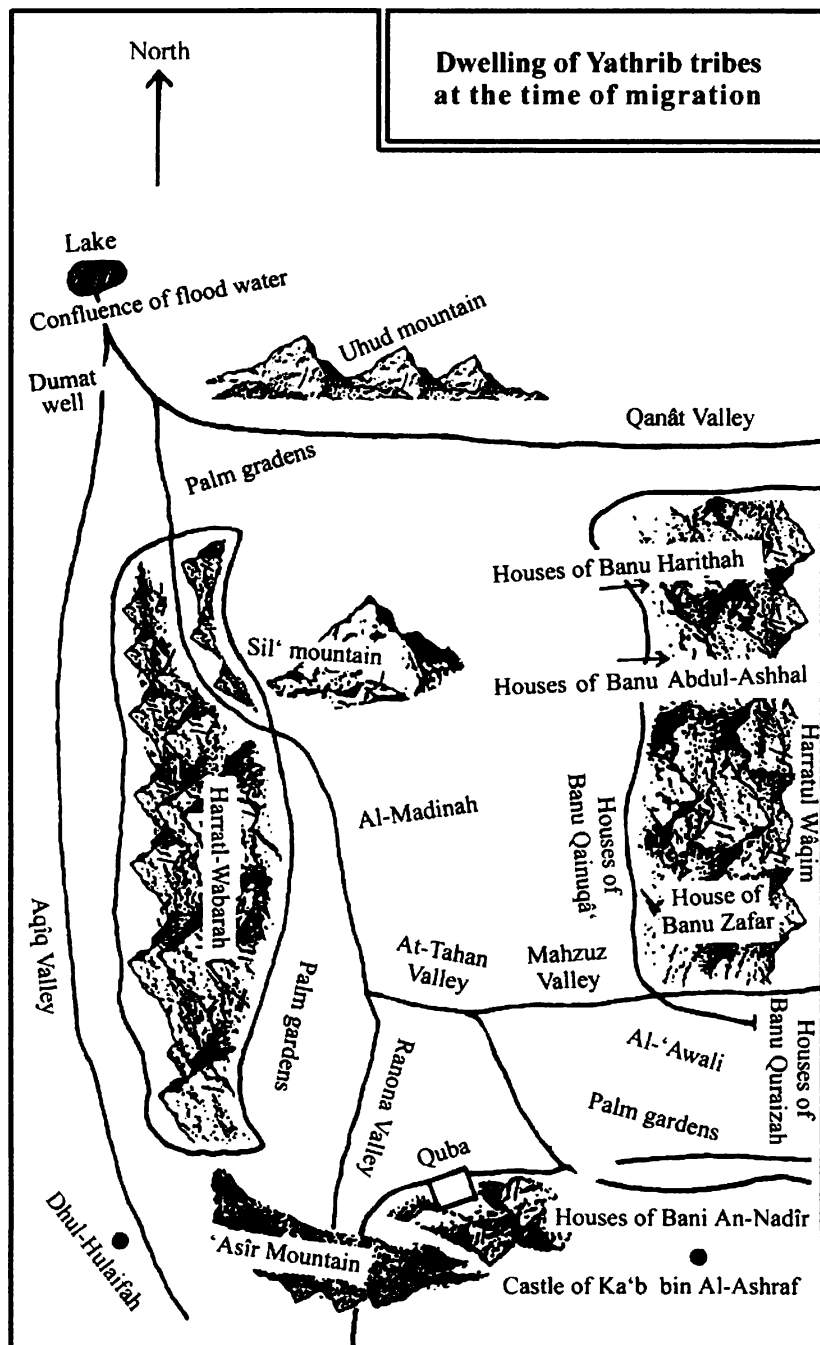 North
Dwelling of Yathrib tribes
at the time of migration
Lake
Confluence of flood water
Uhud mountain
Dumat
well
Qanât Valley
Palm gradens
Houses of Banu Harithah
Sil‘ mountain
Houses of Banu Abdul-Ashhal
Harratl-Wabarah
Al-Madinah
Houses of
Banu Qainuqâ‘
Harratul Wâqim
House of
Banu Zafar
Aqîq Valley
At-Tahan
Valley
Mahzuz
Valley
Palm gardens
Ranona Valley
Al-‘Awali
Houses of
Banu Quraizah
Palm gardens
Quba
Dhul-Hulaifah
‘Asîr Mountain
Houses of Bani An-Nadîr
Castle of Ka‘b bin Al-Ashraf